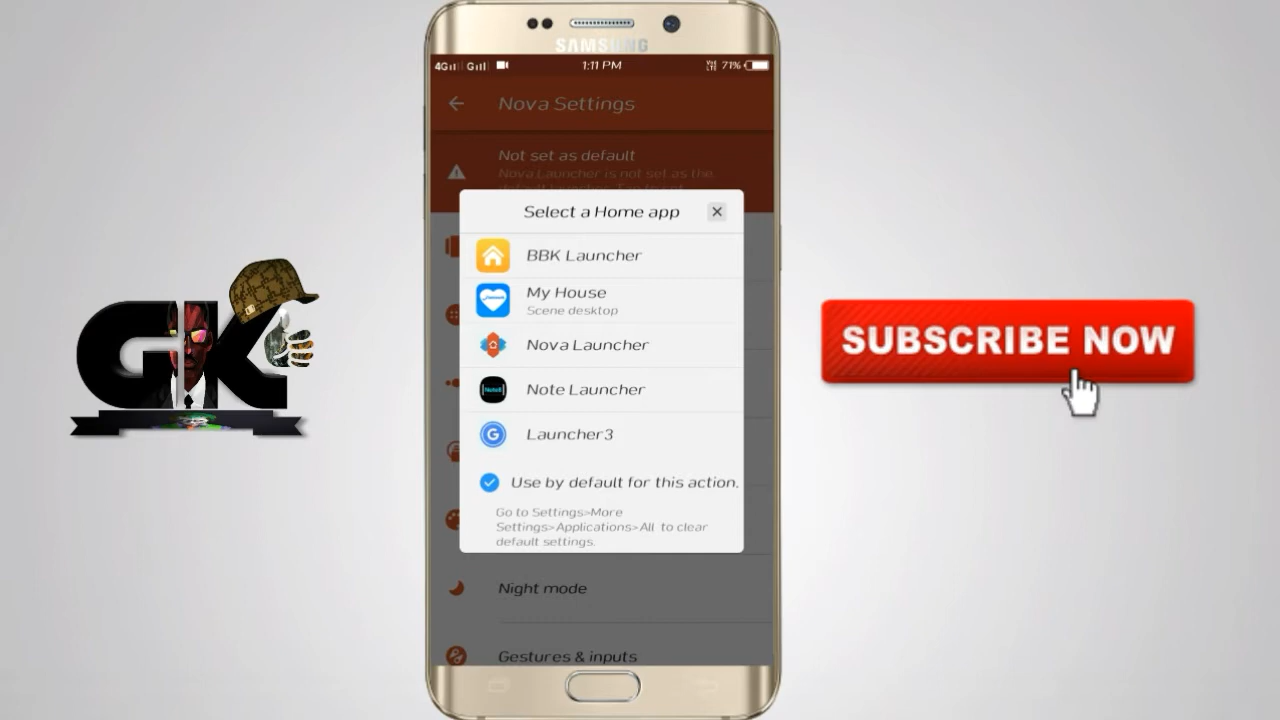 SAMSUNG
4G G 1:11 PM 71%
Nova Settings
Not set as default
Nova Launcher is not set as the
Select a Home app
BBK Launcher
My House
Scene desktop
Nova Launcher
Note Launcher
Launcher3
Use by default for this action.
Go to Settings>More
Settings>Applications>All to clear
default settings.
Night mode
Gestures & inputs
GK
SUBSCRIBE NOW